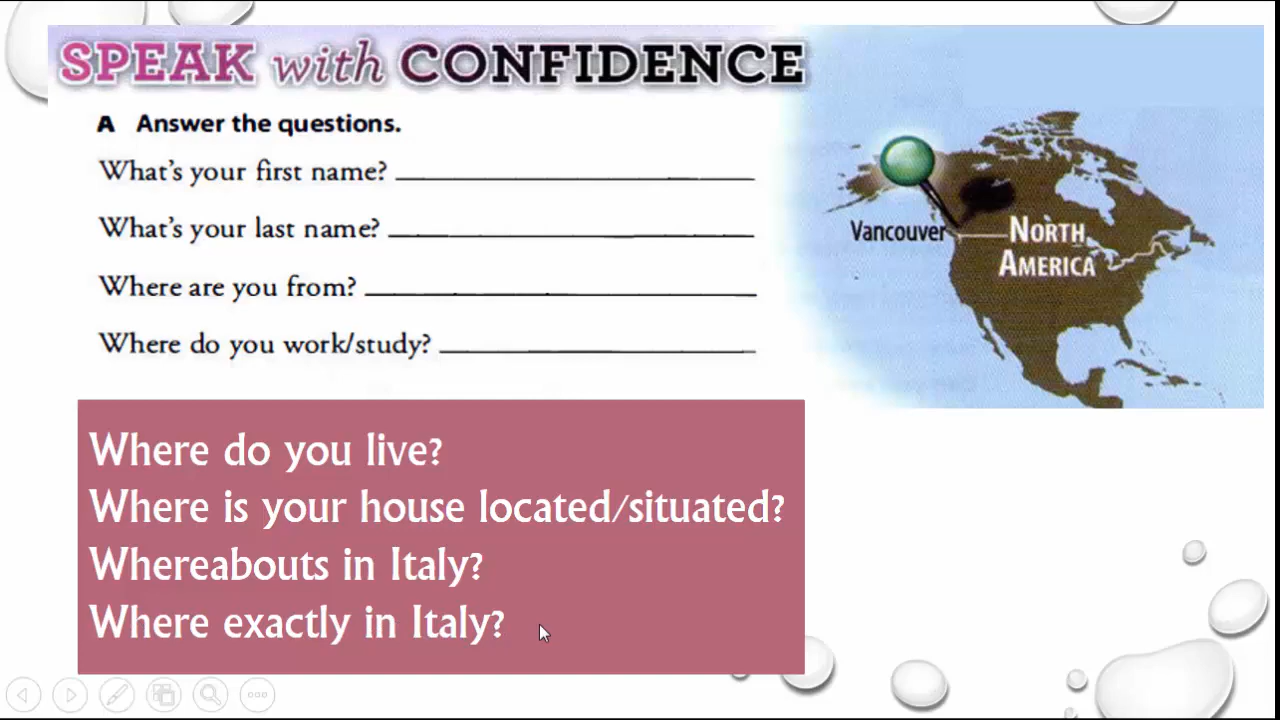 SPEAK with CONFIDENCE
A Answer the questions.
What's your first name?
What's your last name?
Where are you from?
Where do you work/study?
Vancouver
NORTH
AMERICA
Where do you live?
Where is your house located/situated?
Whereabouts in Italy?
Where exactly in Italy?